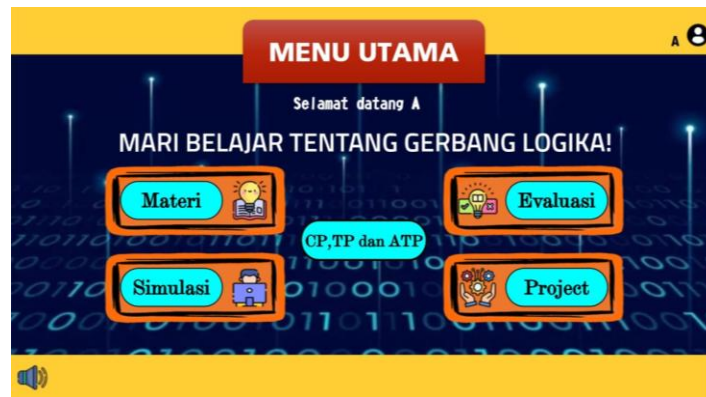 MENU UTAMA
A
Selamat datang A
MARI BELAJAR TENTANG GERBANG LOGIKA!
Materi
Evaluasi
CP,TP dan ATP
Simulasi
Project